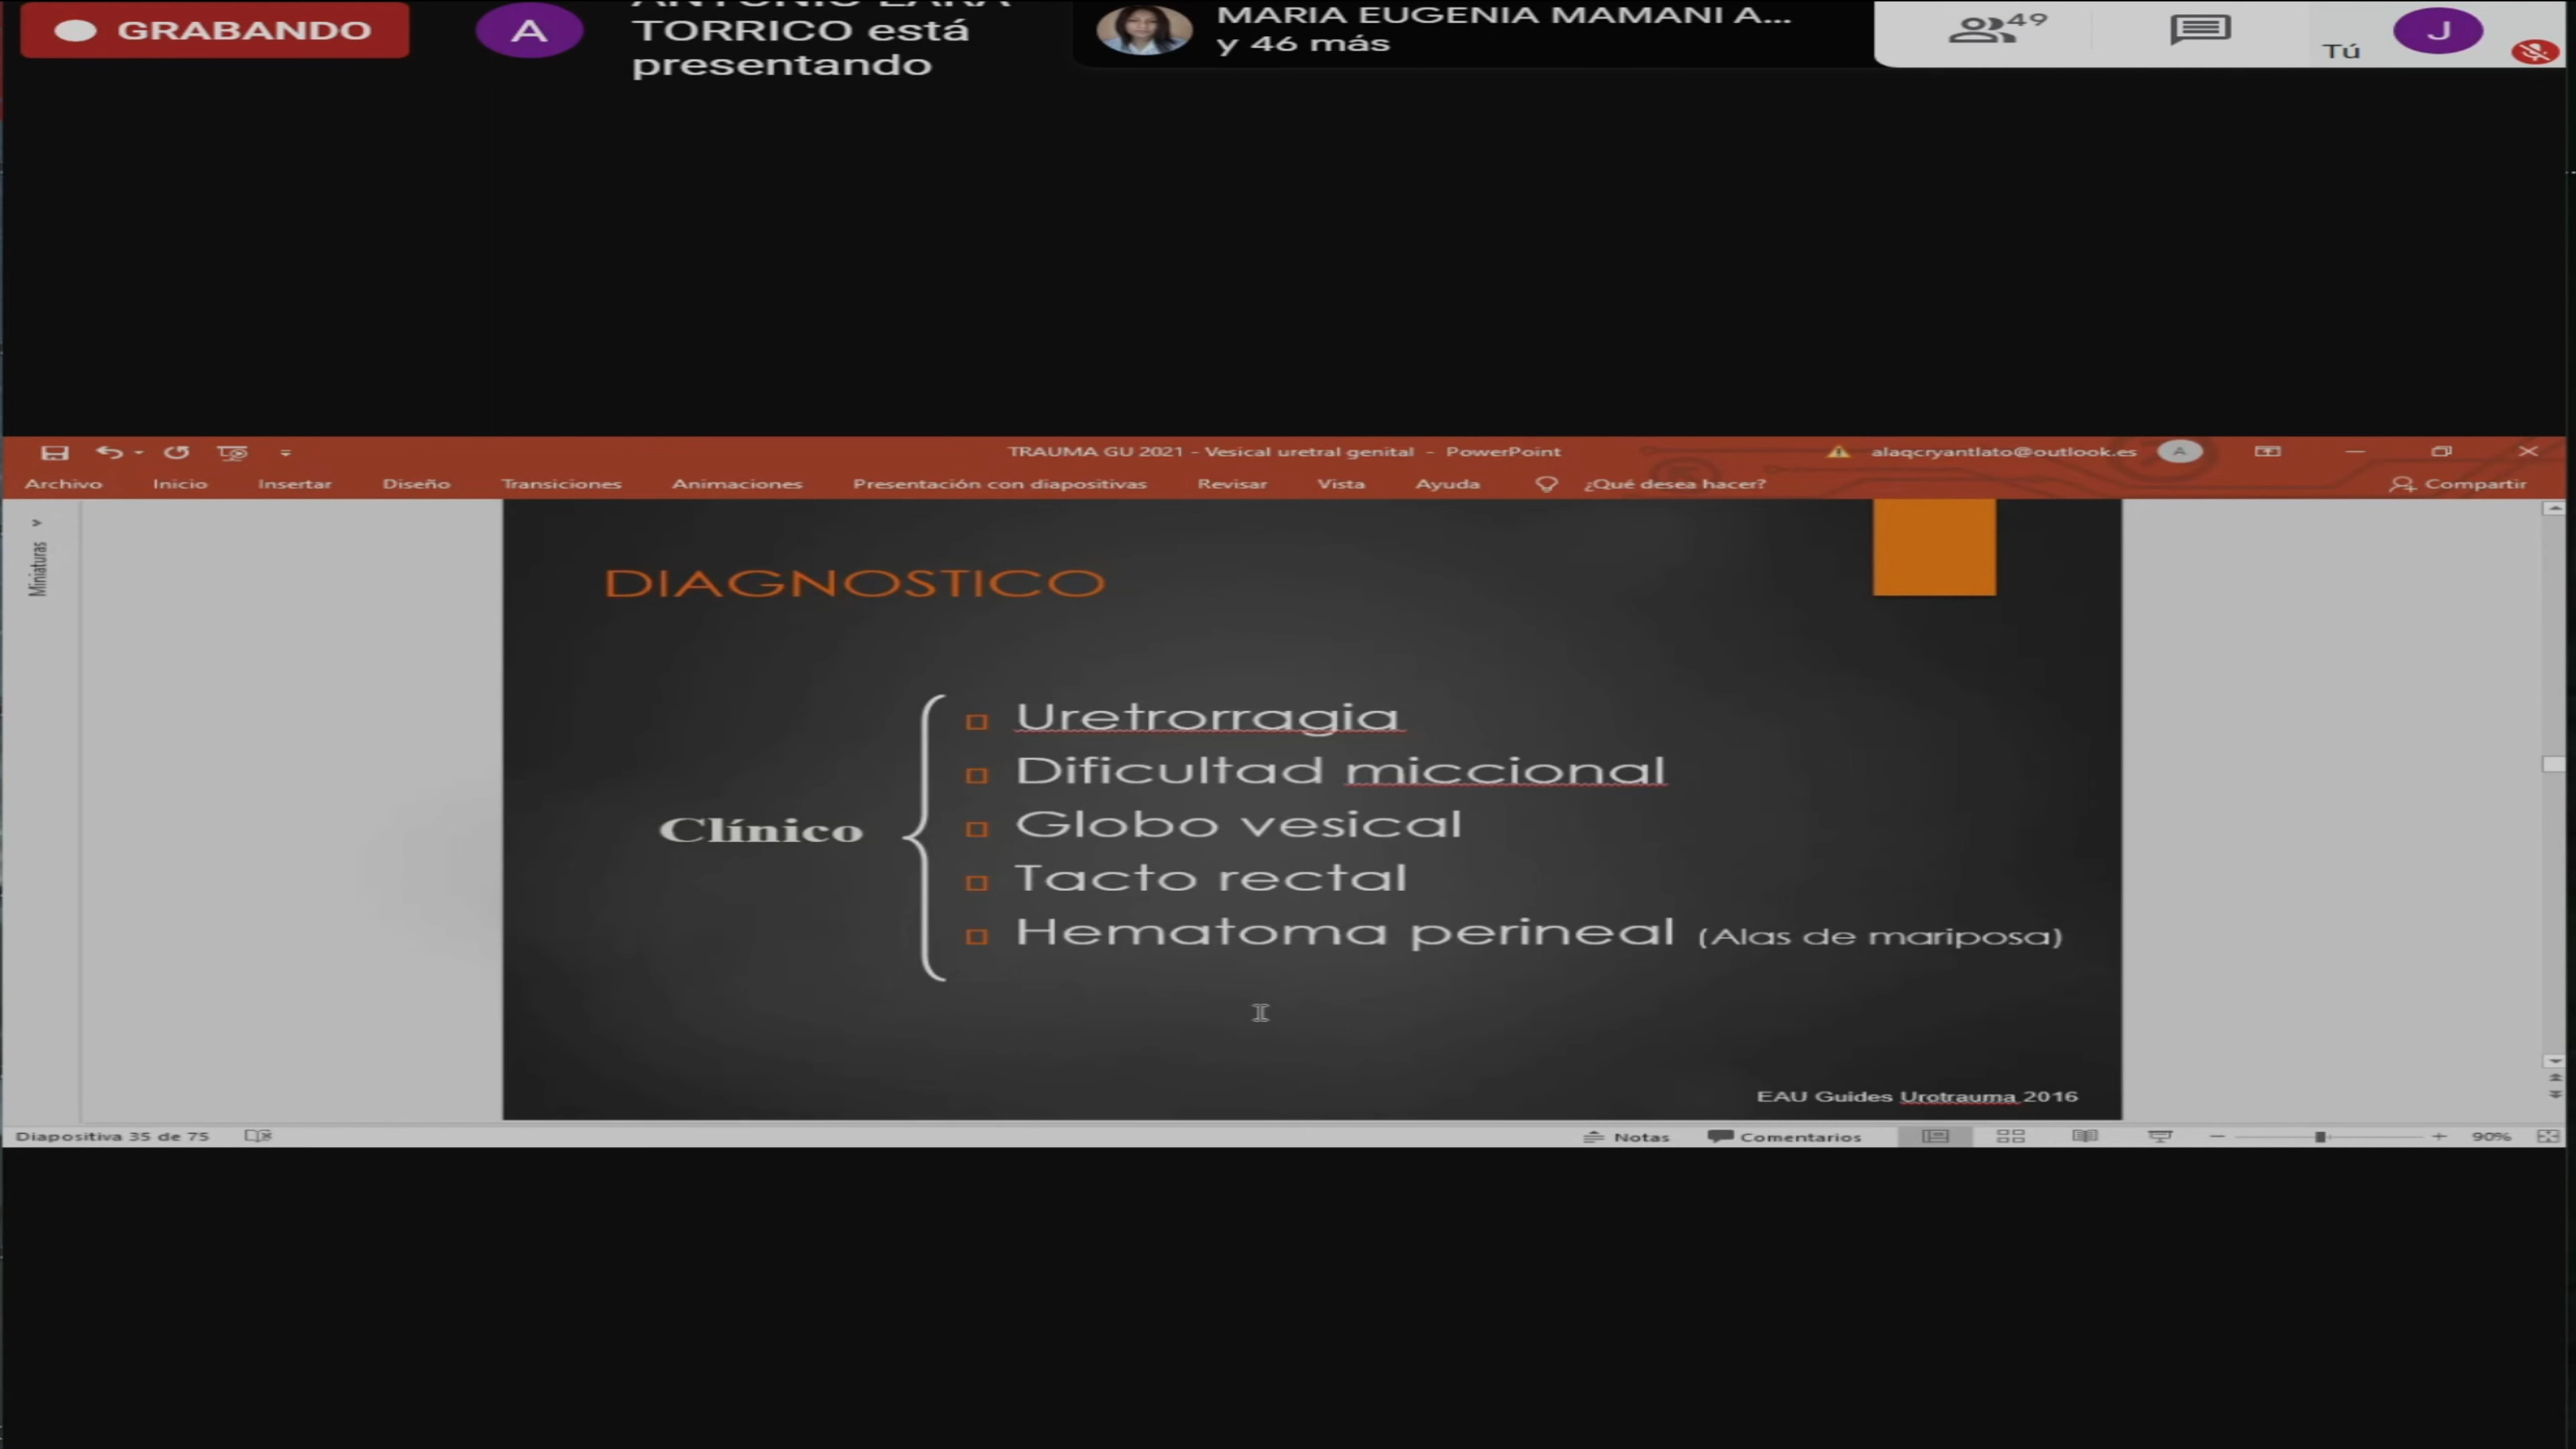 GRABANDO
A
ANTONIO LARA
TORRICO está
presentando
MARIA EUGENIA MAMANI A...
y 46 más
49
Tú
J
TRAUMA GU 2021 - Vesical uretral genital - PowerPoint
alaqcryantlato@outlook.es
A
Archivo Inicio Insertar Diseño Transiciones Animaciones Presentación con diapositivas Revisar Vista Ayuda ¿Qué desea hacer? Compartir
Miniaturas
DIAGNOSTICO
Clínico
Uretrorragia
Dificultad miccional
Globo vesical
Tacto rectal
Hematoma perineal (Alas de mariposa)
EAU Guides Urotrauma 2016
Diapositiva 35 de 75
Notas Comentarios 90%